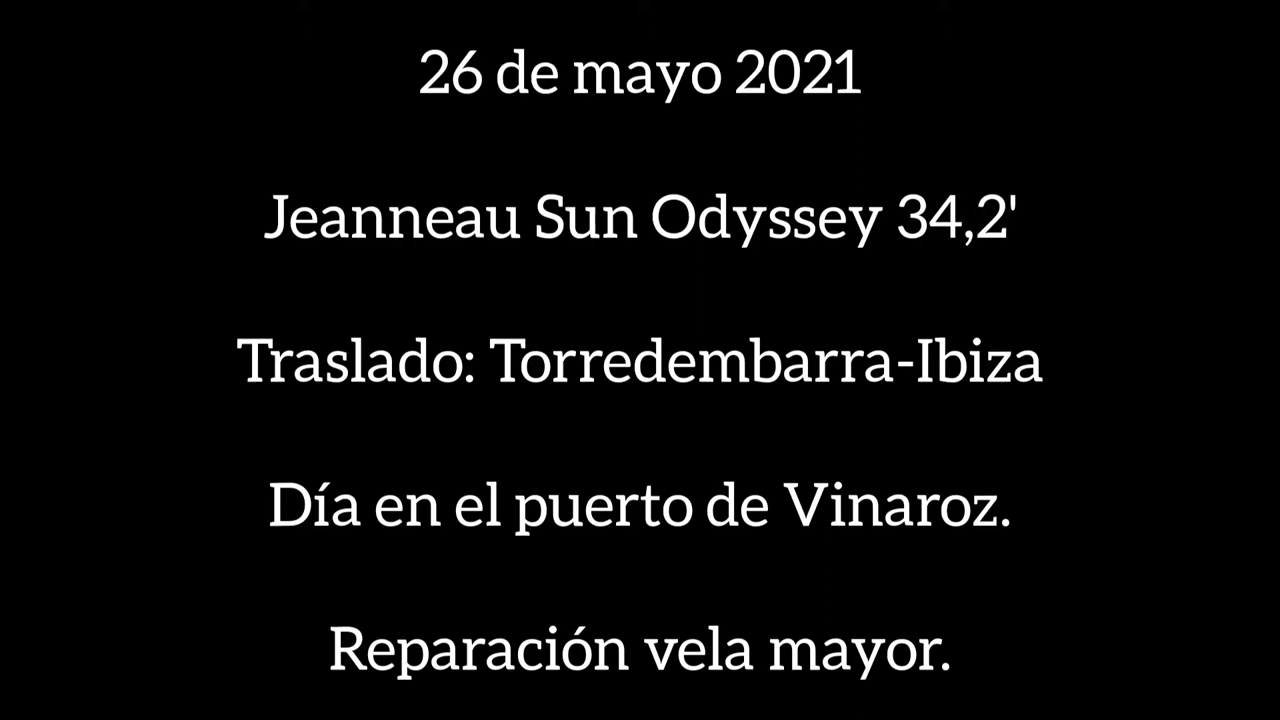 26 de mayo 2021
Jeanneau Sun Odyssey 34,2'
Traslado: Torredembarra-Ibiza
Día en el puerto de Vinaroz.
Reparación vela mayor.